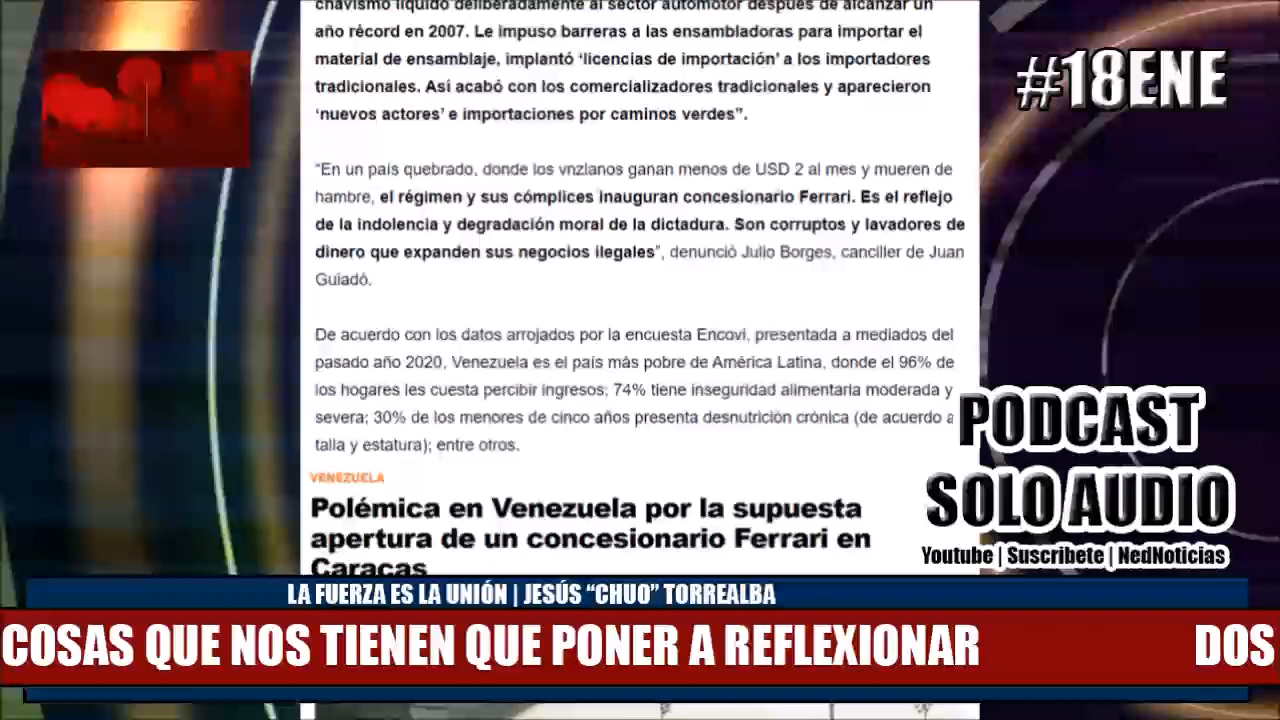 chavismo liquidó deliberadamente al sector automotor después de alcanzar un
año récord en 2007. Le impuso barreras a las ensambladoras para importar el
material de ensamblaje, implantó ‘licencias de importación’ a los importadores
tradicionales. Así acabó con los comercializadores tradicionales y aparecieron
‘nuevos actores’ e importaciones por caminos verdes”.
“En un país quebrado, donde los vnzlanos ganan menos de USD 2 al mes y mueren de
hambre, el régimen y sus cómplices inauguran concesionario Ferrari. Es el reflejo
de la indolencia y degradación moral de la dictadura. Son corruptos y lavadores de
dinero que expanden sus negocios ilegales”, denunció Julio Borges, canciller de Juan
Guiadó.
De acuerdo con los datos arrojados por la encuesta Encovi, presentada a mediados del
pasado año 2020, Venezuela es el país más pobre de América Latina, donde el 96% de
los hogares les cuesta percibir ingresos; 74% tiene inseguridad alimentaria moderada y
severa; 30% de los menores de cinco años presenta desnutrición crónica (de acuerdo a
talla y estatura); entre otros.
VENEZUELA
Polémica en Venezuela por la supuesta
apertura de un concesionario Ferrari en
Caracas
#18ENE
PODCAST
SOLO AUDIO
Youtube | Suscribete | NedNoticias
LA FUERZA ES LA UNIÓN | JESÚS “CHUO” TORREALBA
COSAS QUE NOS TIENEN QUE PONER A REFLEXIONAR DOS